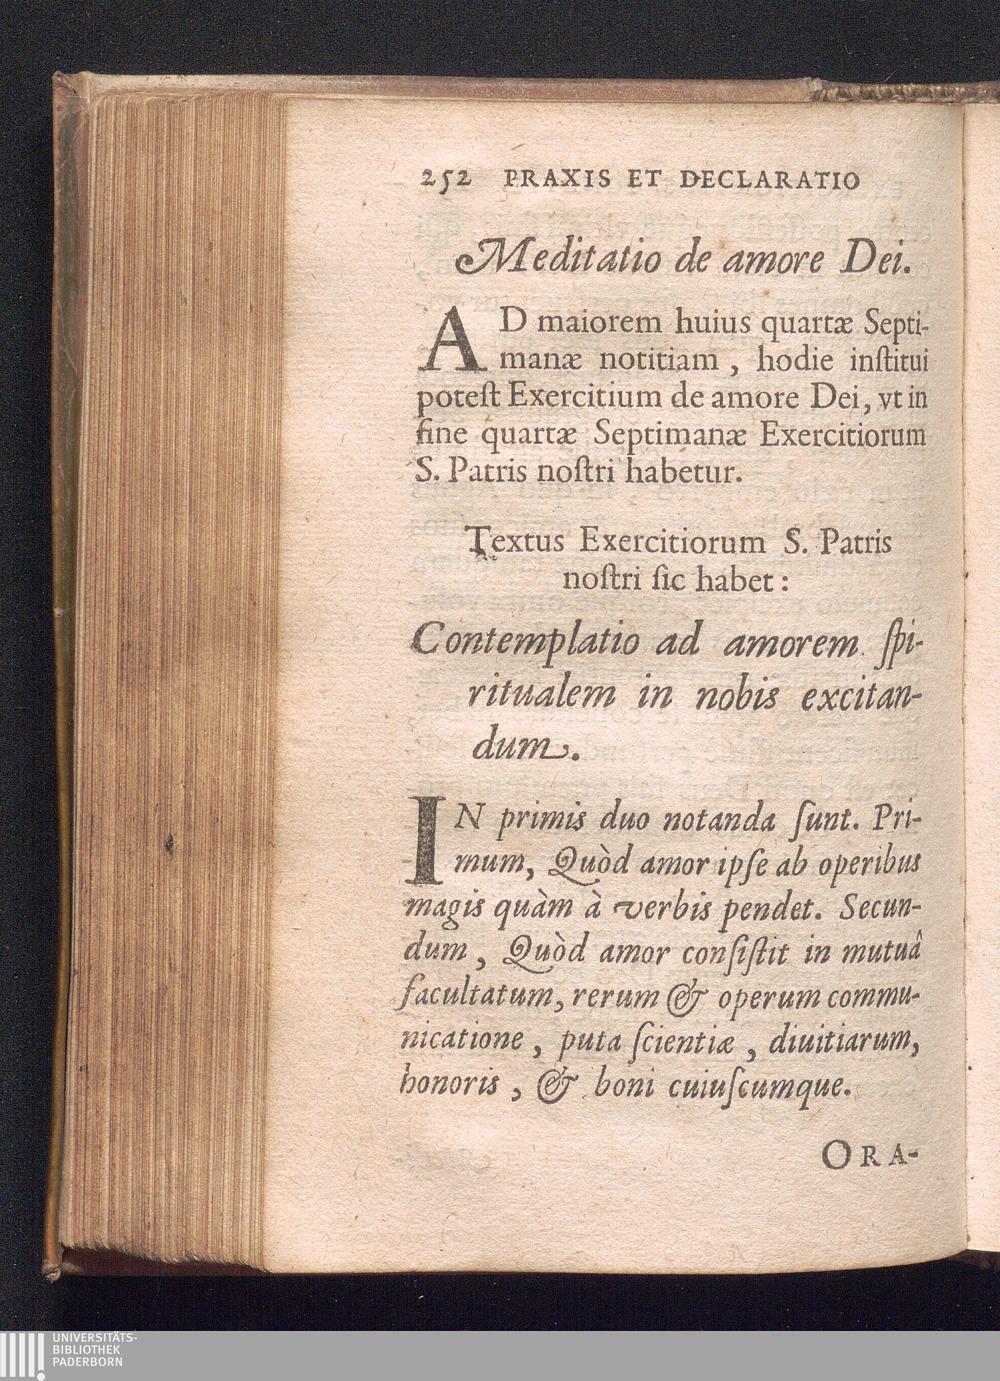 252 PRAXIS ET DECLARATIO
Meditatio de amore Dei.
AD maiorem huius quartæ Septi-
manæ notitiam, hodie inſtitui
poteſt Exercitium de amore Dei, vt in
fine quartæ Septimanæ Exercitiorum
S. Patris noſtri habetur.
Textus Exercitiorum S. Patris
noſtri ſic habet:
Contemplatio ad amorem ſpi-
ritualem in nobis excitan-
dum.
IN primis duo notanda ſunt. Pri-
mum, Quòd amor ipſe ab operibus
magis quàm à verbis pendet. Secun-
dum, Quòd amor conſiſtit in mutuâ
facultatum, rerum & operum commu-
nicatione, puta ſcientiæ, diuitiarum,
honoris, & boni cuiuſcumque.
ORA-
UNIVERSITÄTS-
BIBLIOTHEK
PADERBORN